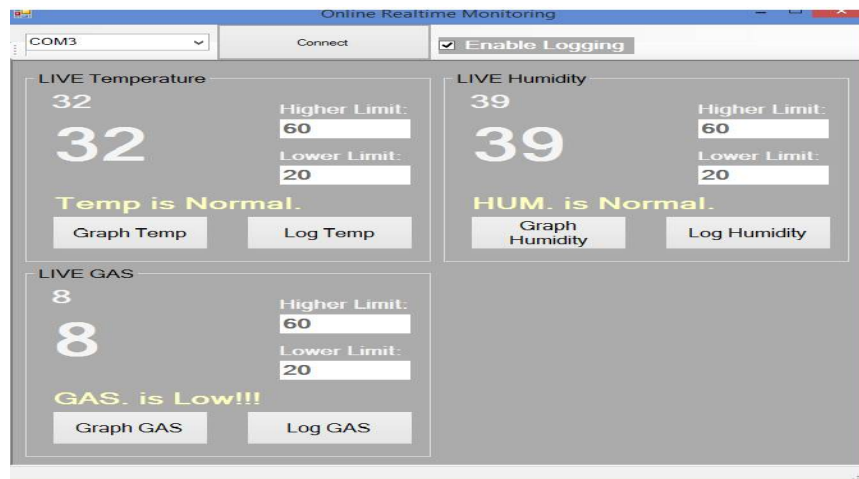 Online Realtime Monitoring
COM3 Connect Enable Logging
LIVE Temperature
32
32
Higher Limit:
60
Lower Limit:
20
Temp is Normal.
Graph Temp Log Temp
LIVE Humidity
39
39
Higher Limit:
60
Lower Limit:
20
HUM. is Normal.
Graph
Humidity
Log Humidity
LIVE GAS
8
8
Higher Limit:
60
Lower Limit:
20
GAS. is Low!!!
Graph GAS Log GAS